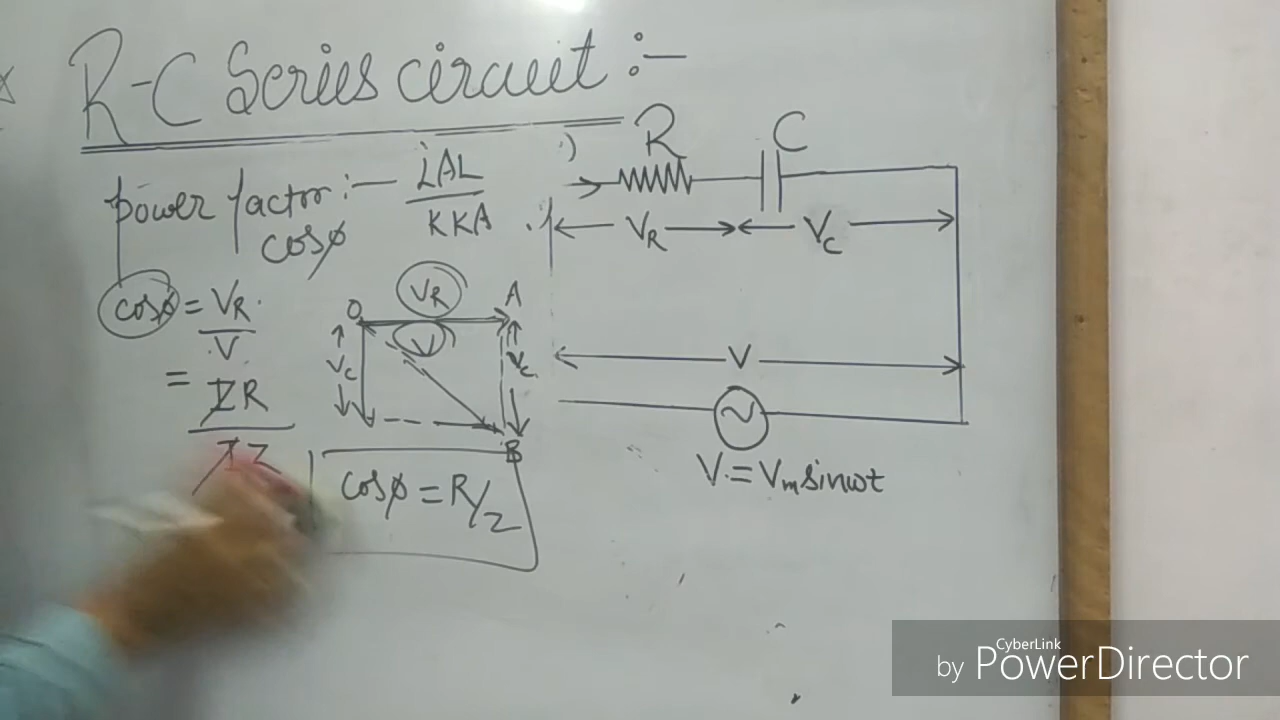 R-C Series circuit :-
power factor :- LAL
KKA
cosφ
cosφ = VR
V
= IR
IZ
O VR A
V
Vc Vc
B
cosφ = R/Z
R C
VR Vc
V
V = Vm sinωt
CyberLink
by PowerDirector